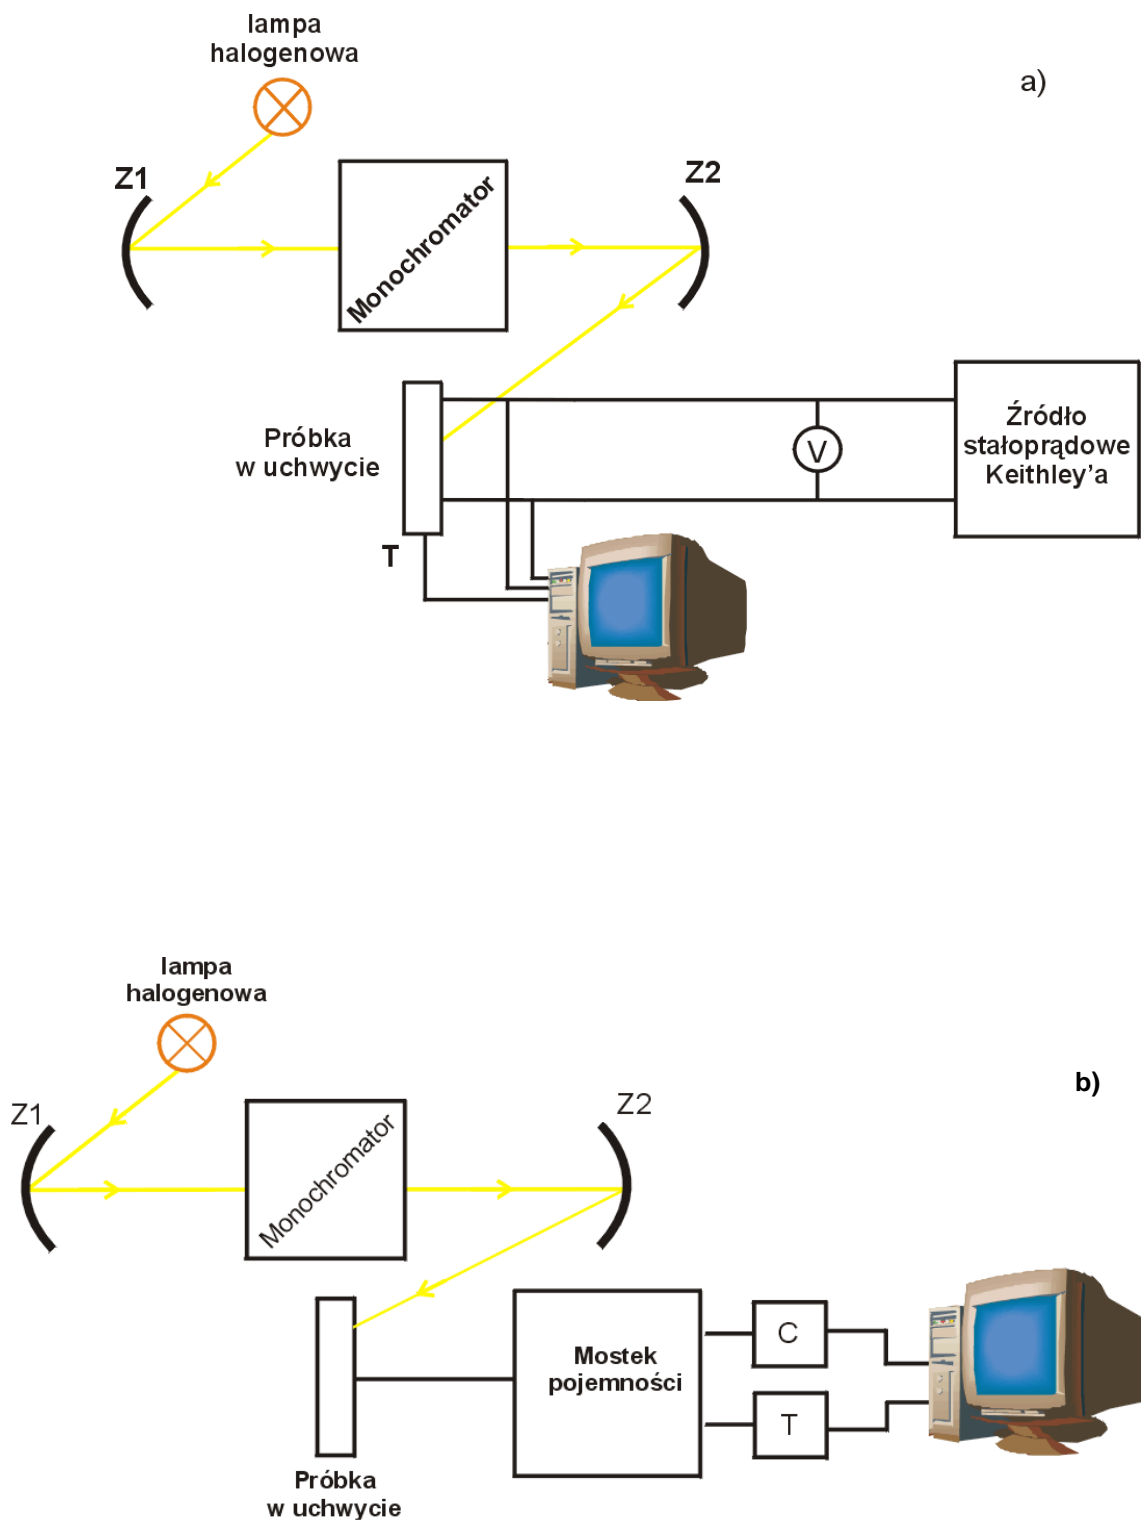 lampa
halogenowa
a)
Z1
Z2
Monochromator
Próbka
w uchwycie
V
Źródło
stałoprądowe
Keithley'a
T
lampa
halogenowa
b)
Z1
Z2
Monochromator
Mostek
pojemności
C
T
Próbka
w uchwycie